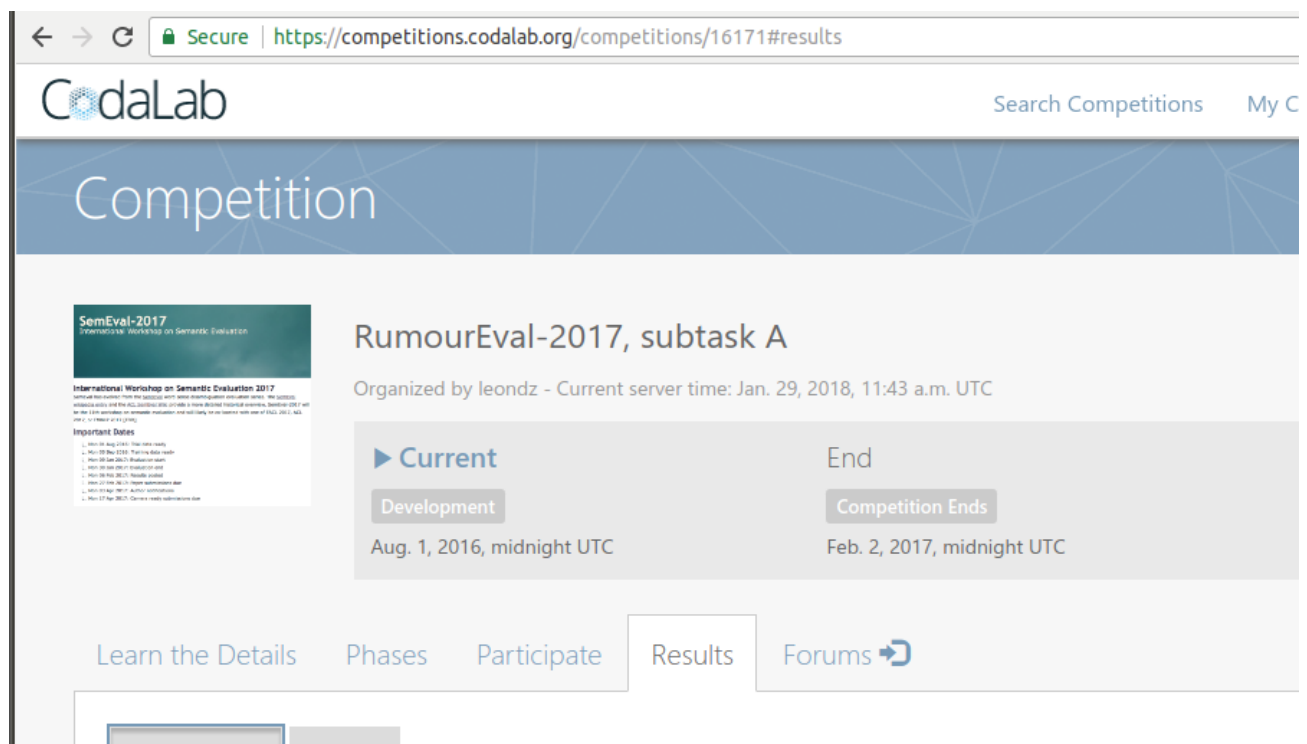 Secure | https://competitions.codalab.org/competitions/16171#results
CodaLab
Search Competitions
My C
Competition
SemEval-2017
International Workshop on Semantic Evaluation
International Workshop on Semantic Evaluation 2017
Important Dates
RumourEval-2017, subtask A
Organized by leondz - Current server time: Jan. 29, 2018, 11:43 a.m. UTC
Current
End
Development
Competition Ends
Aug. 1, 2016, midnight UTC
Feb. 2, 2017, midnight UTC
Learn the Details
Phases
Participate
Results
Forums